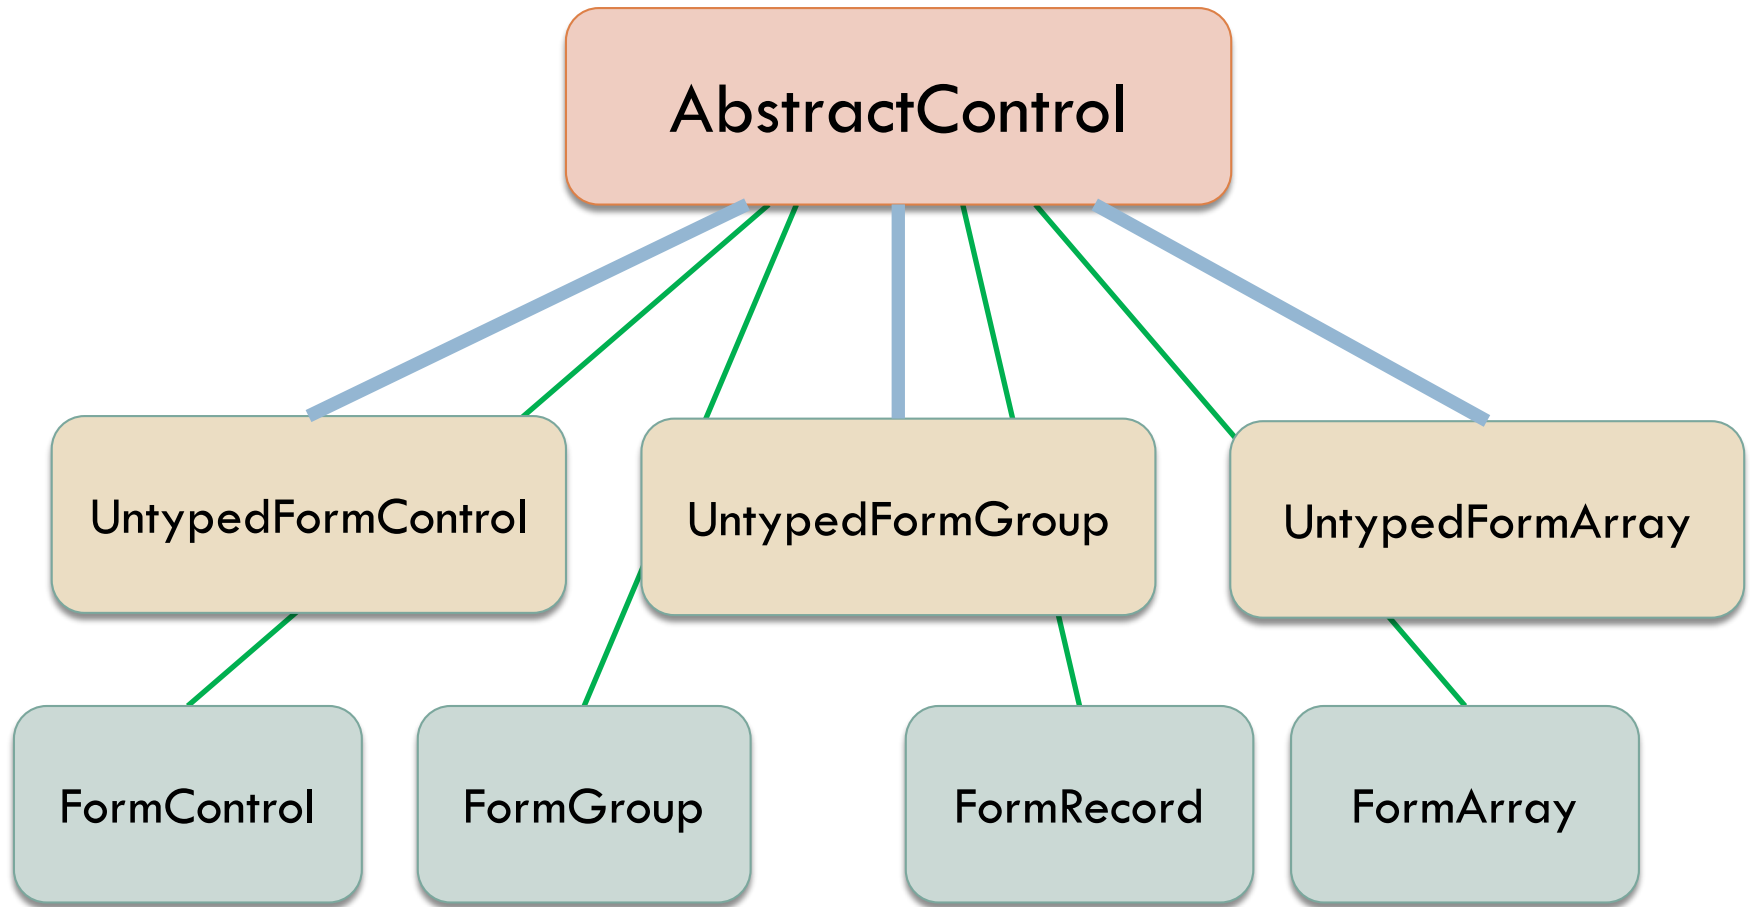 AbstractControl
UntypedFormControl
UntypedFormGroup
UntypedFormArray
FormControl
FormGroup
FormRecord
FormArray